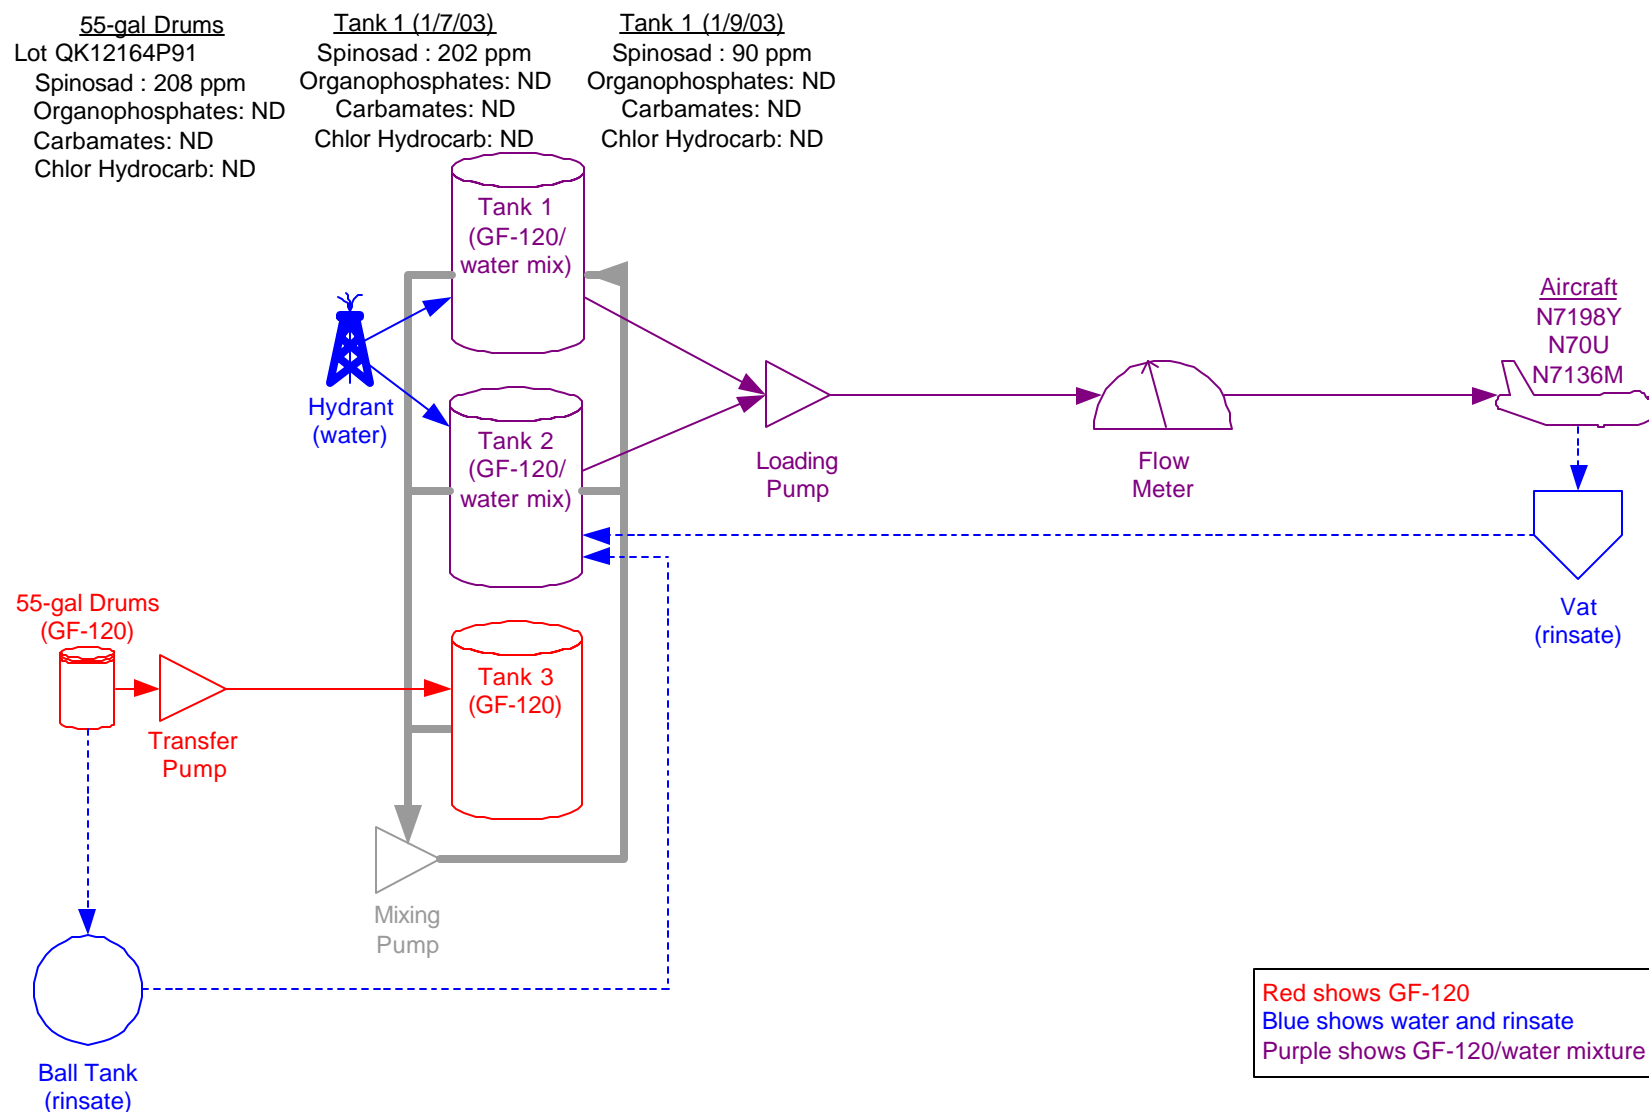 55-gal Drums
Lot QK12164P91
Spinosad : 208 ppm
Organophosphates: ND
Carbamates: ND
Chlor Hydrocarb: ND
Tank 1 (1/7/03)
Spinosad : 202 ppm
Organophosphates: ND
Carbamates: ND
Chlor Hydrocarb: ND
Tank 1 (1/9/03)
Spinosad : 90 ppm
Organophosphates: ND
Carbamates: ND
Chlor Hydrocarb: ND
Tank 1
(GF-120/
water mix)
Hydrant
(water)
Tank 2
(GF-120/
water mix)
Loading
Pump
Flow
Meter
Aircraft
N7198Y
N70U
N7136M
Vat
(rinsate)
55-gal Drums
(GF-120)
Transfer
Pump
Tank 3
(GF-120)
Mixing
Pump
Ball Tank
(rinsate)
Red shows GF-120
Blue shows water and rinsate
Purple shows GF-120/water mixture